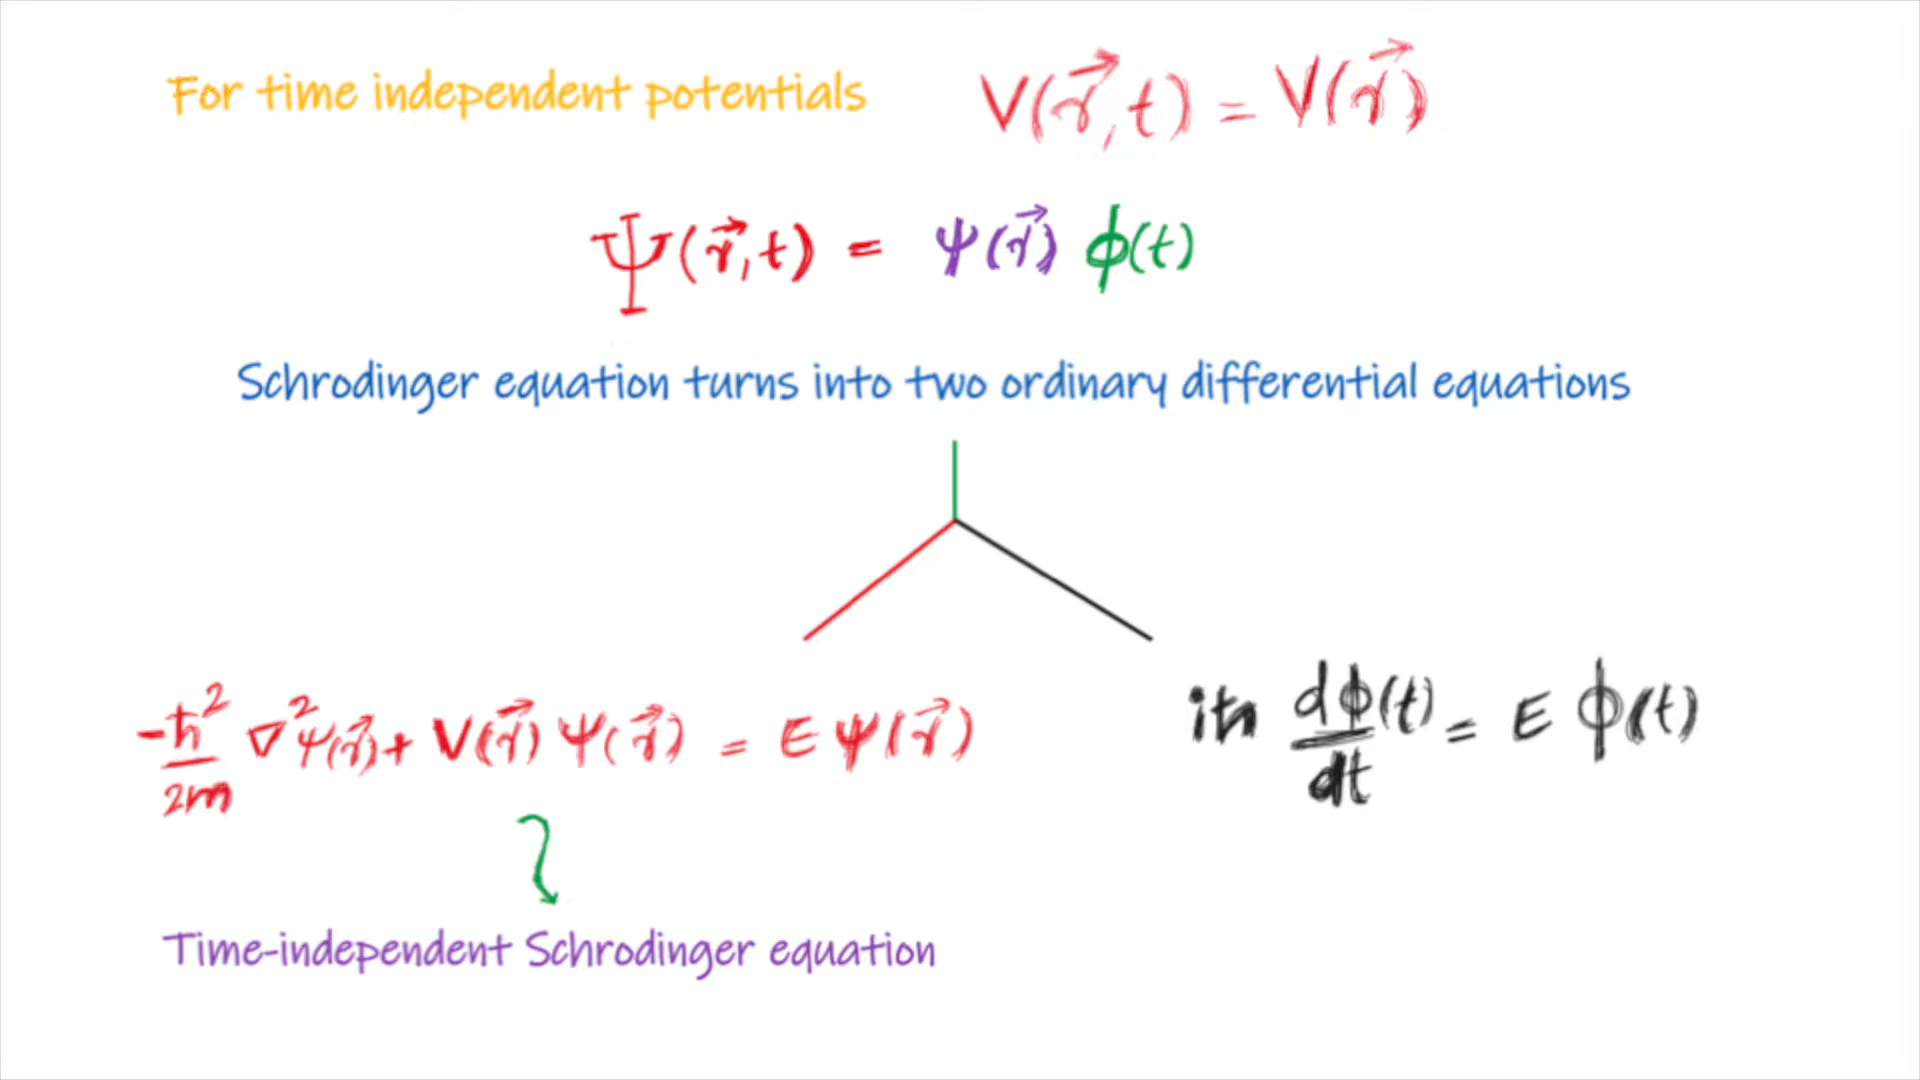 For time independent potentials V(r⃗,t) = V(r⃗)
Ψ(r⃗,t) = ψ(r⃗) ϕ(t)
Schrodinger equation turns into two ordinary differential equations
-ħ²/2m ∇²ψ(r⃗) + V(r⃗) ψ(r⃗) = E ψ(r⃗)
iħ dϕ(t)/dt = E ϕ(t)
Time-independent Schrodinger equation